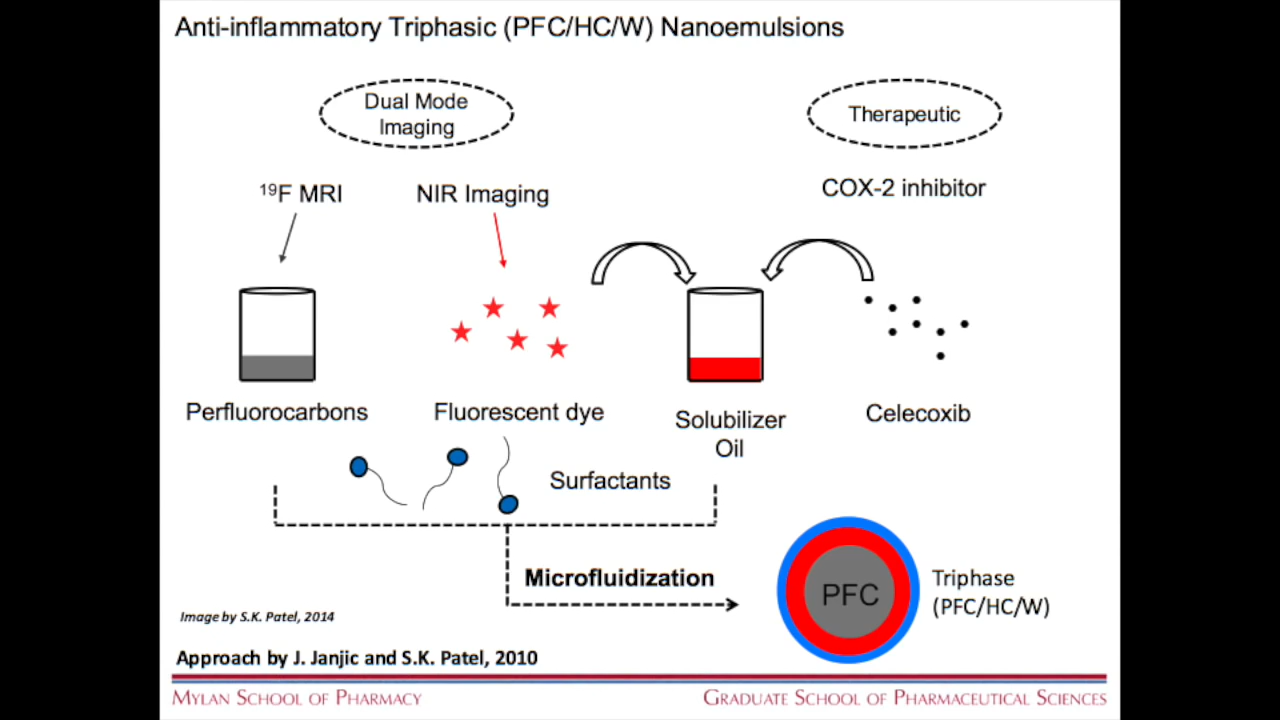 Anti-inflammatory Triphasic (PFC/HC/W) Nanoemulsions
Dual Mode
Imaging
Therapeutic
¹⁹F MRI
NIR Imaging
COX-2 inhibitor
Perfluorocarbons
Fluorescent dye
Solubilizer
Oil
Celecoxib
Surfactants
Microfluidization
PFC
Triphase
(PFC/HC/W)
Image by S.K. Patel, 2014
Approach by J. Janjic and S.K. Patel, 2010
MYLAN SCHOOL OF PHARMACY
GRADUATE SCHOOL OF PHARMACEUTICAL SCIENCES